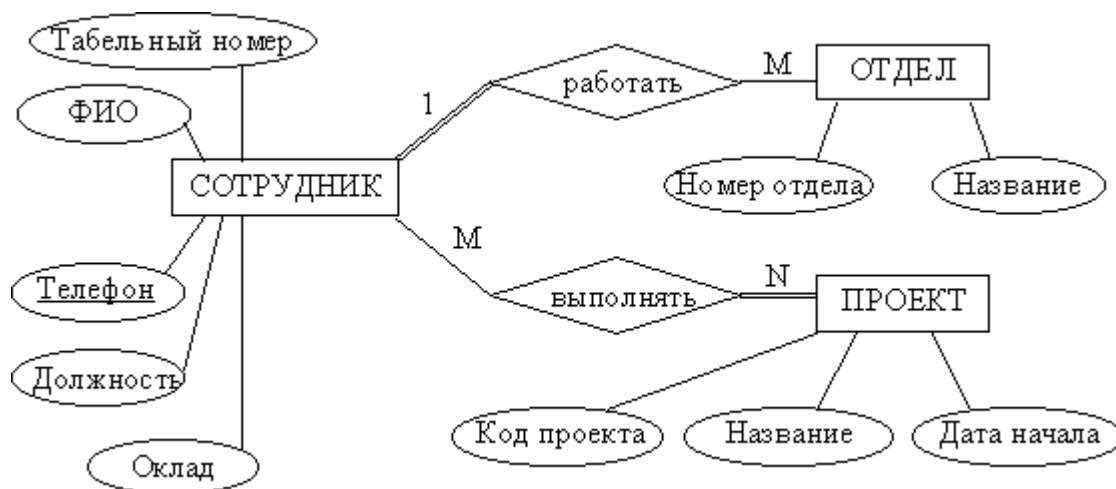 Табельный номер
ФИО
СОТРУДНИК
Телефон
Должность
Оклад
1
работать
M
ОТДЕЛ
Номер отдела
Название
M
выполнять
N
ПРОЕКТ
Код проекта
Название
Дата начала